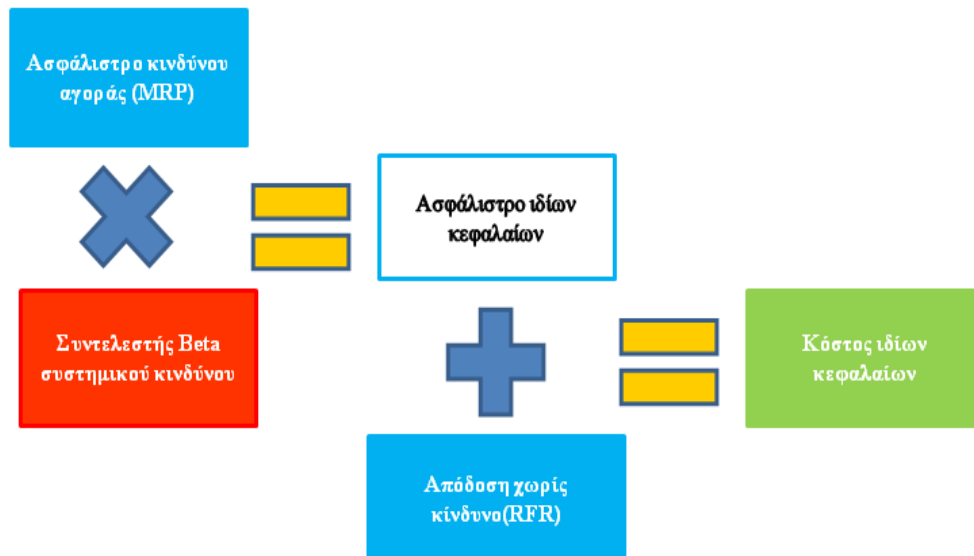 Ασφάλιστρο κινδύνου
αγοράς (MRP)
Ασφάλιστρο ιδίων
κεφαλαίων
Συντελεστής Beta
συστημικού κινδύνου
Κόστος ιδίων
κεφαλαίων
Απόδοση χωρίς
κίνδυνο(RFR)